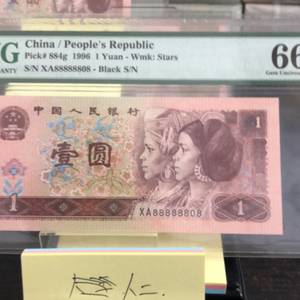 G
China / People's Republic
66
Pick# 884g 1996 1 Yuan - Wmk: Stars
S/N XA88888808 - Black S/N
中国人民银行
壹圆
1
1
XA88888808